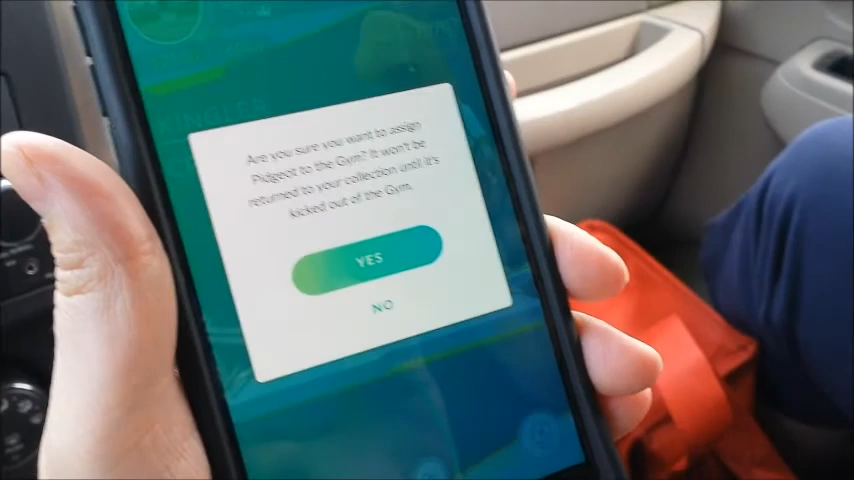 KINGLER
Are you sure you want to assign
Pidgeot to the Gym? It won't be
returned to your collection until it's
kicked out of the Gym.
YES
NO